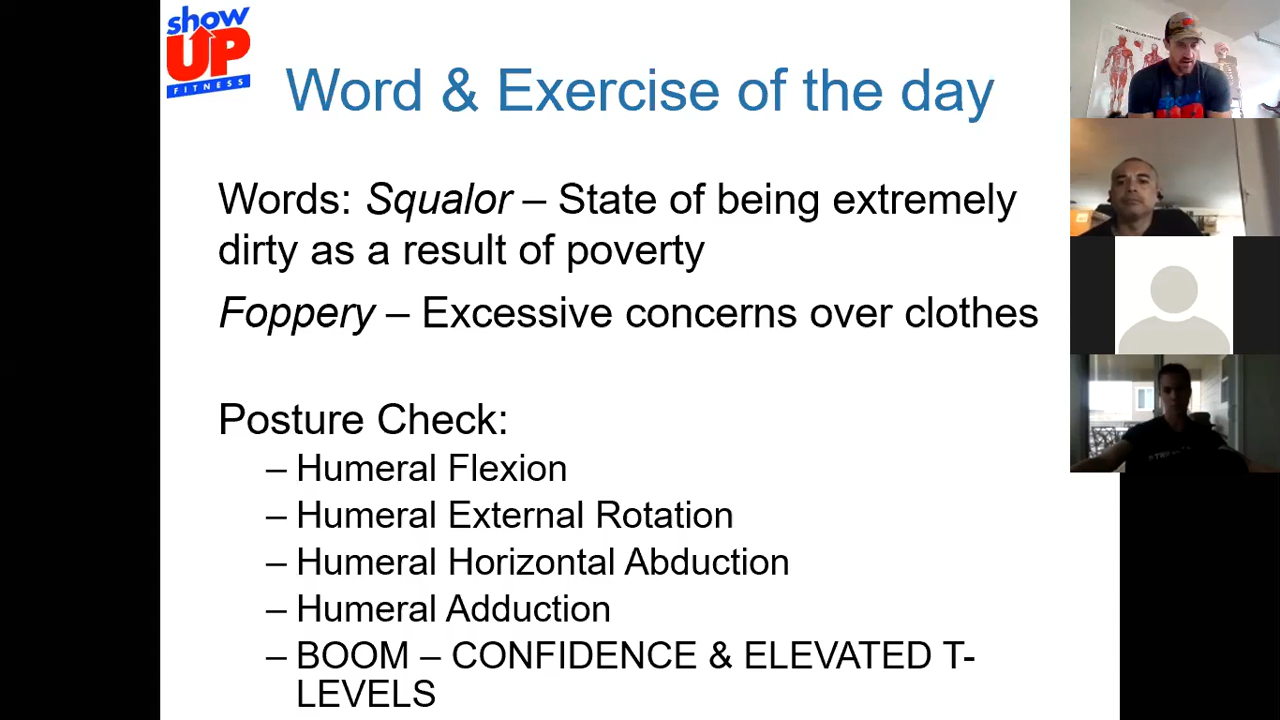 show
UP
FITNESS
Word & Exercise of the day
Words: Squalor – State of being extremely
dirty as a result of poverty
Foppery – Excessive concerns over clothes
Posture Check:
– Humeral Flexion
– Humeral External Rotation
– Humeral Horizontal Abduction
– Humeral Adduction
– BOOM – CONFIDENCE & ELEVATED T-
LEVELS